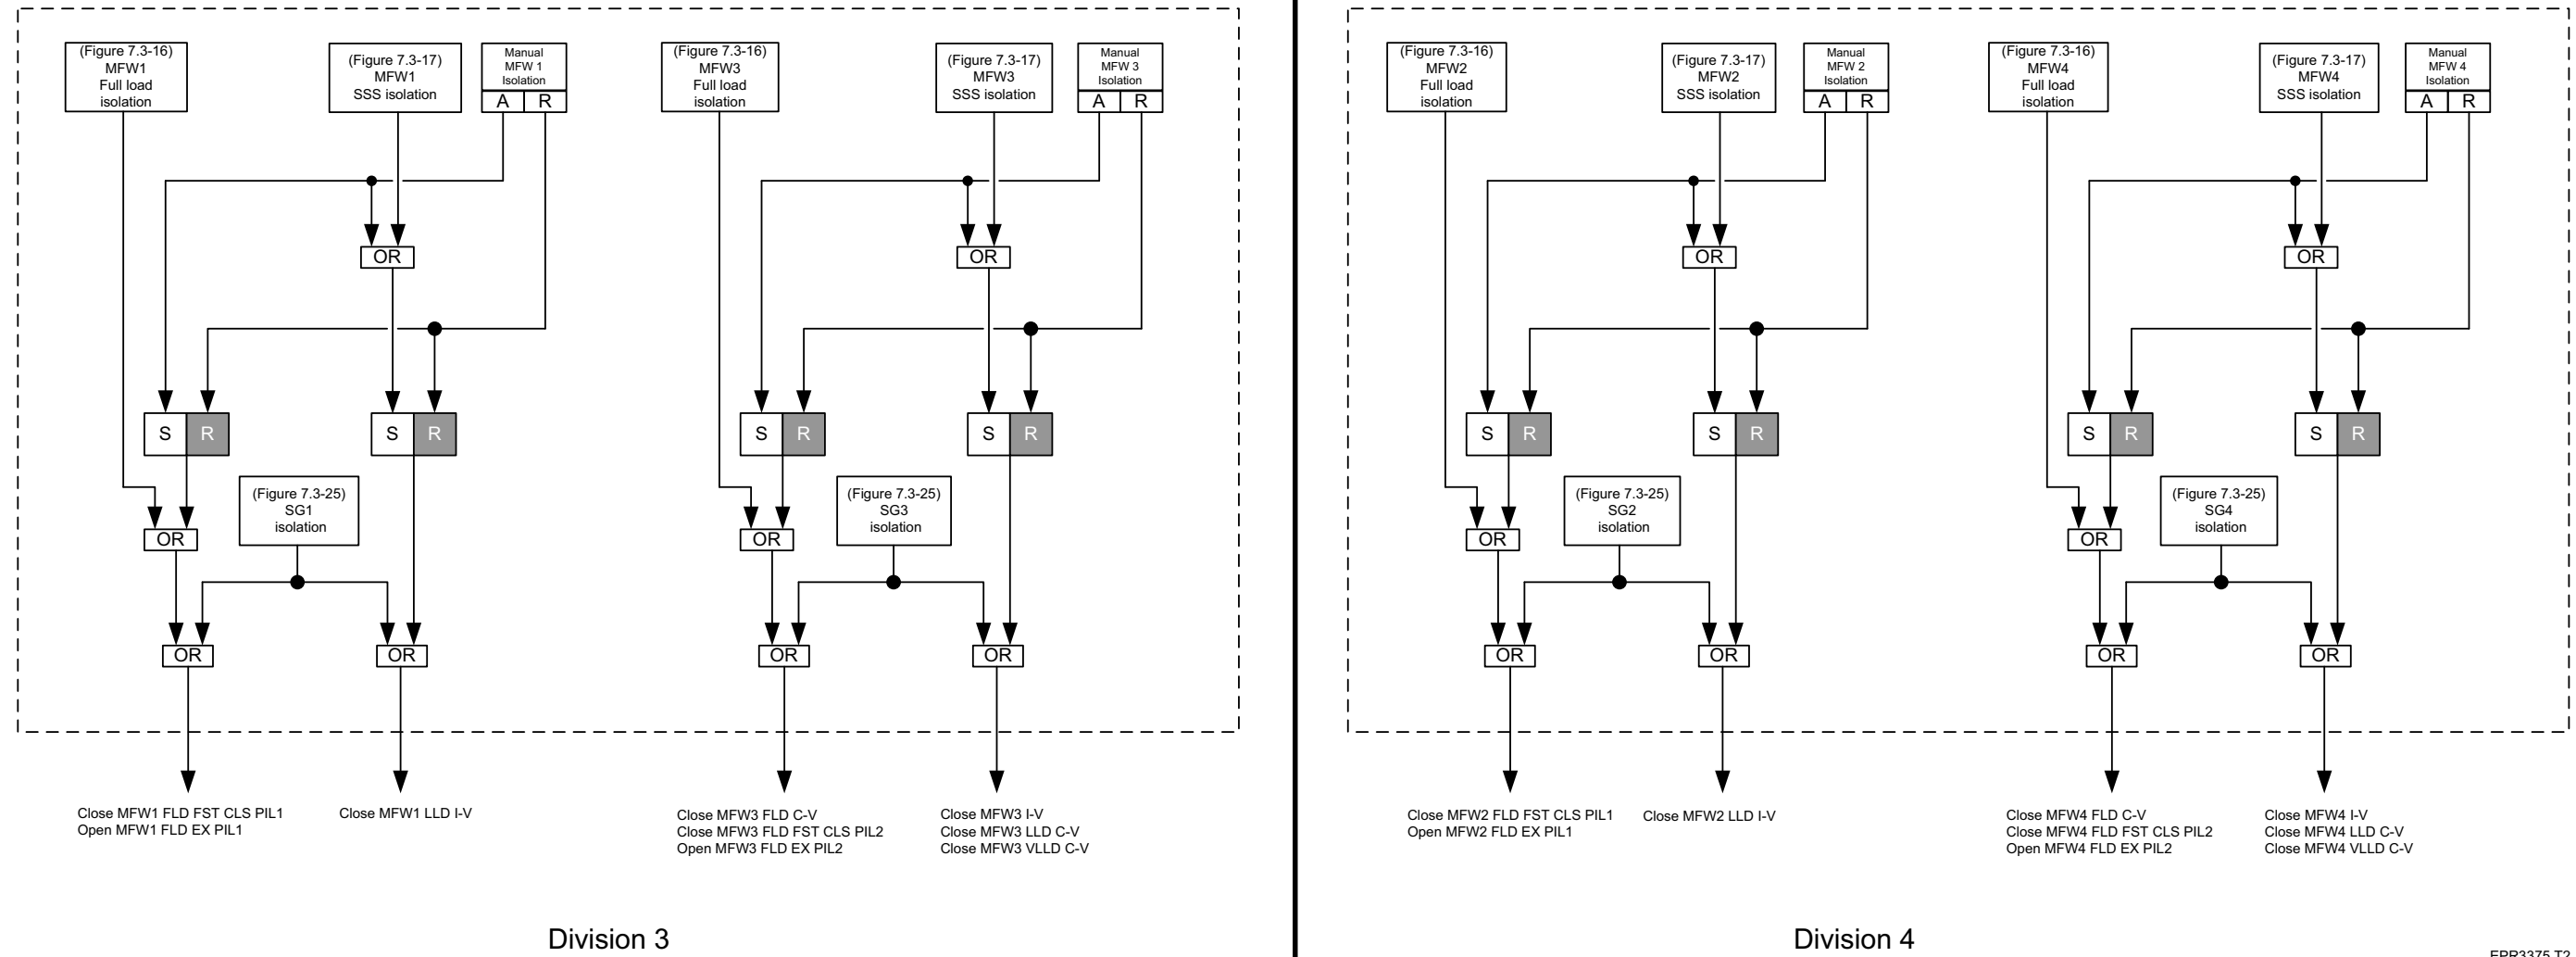 (Figure 7.3-16)
MFW1
Full load
isolation
(Figure 7.3-17)
MFW1
SSS isolation
Manual
MFW 1
Isolation
A R
(Figure 7.3-16)
MFW3
Full load
isolation
(Figure 7.3-17)
MFW3
SSS isolation
Manual
MFW 3
Isolation
A R
OR
OR
S R
S R
S R
S R
(Figure 7.3-25)
SG1
isolation
(Figure 7.3-25)
SG3
isolation
OR
OR
OR
OR
OR
OR
Close MFW1 FLD FST CLS PIL1
Open MFW1 FLD EX PIL1
Close MFW1 LLD I-V
Close MFW3 FLD C-V
Close MFW3 FLD FST CLS PIL2
Open MFW3 FLD EX PIL2
Close MFW3 I-V
Close MFW3 LLD C-V
Close MFW3 VLLD C-V
Division 3
(Figure 7.3-16)
MFW2
Full load
isolation
(Figure 7.3-17)
MFW2
SSS isolation
Manual
MFW 2
Isolation
A R
(Figure 7.3-16)
MFW4
Full load
isolation
(Figure 7.3-17)
MFW4
SSS isolation
Manual
MFW 4
Isolation
A R
OR
OR
S R
S R
S R
S R
(Figure 7.3-25)
SG2
isolation
(Figure 7.3-25)
SG4
isolation
OR
OR
OR
OR
OR
OR
Close MFW2 FLD FST CLS PIL1
Open MFW2 FLD EX PIL1
Close MFW2 LLD I-V
Close MFW4 FLD C-V
Close MFW4 FLD FST CLS PIL2
Open MFW4 FLD EX PIL2
Close MFW4 I-V
Close MFW4 LLD C-V
Close MFW4 VLLD C-V
Division 4
EPR3375 T2